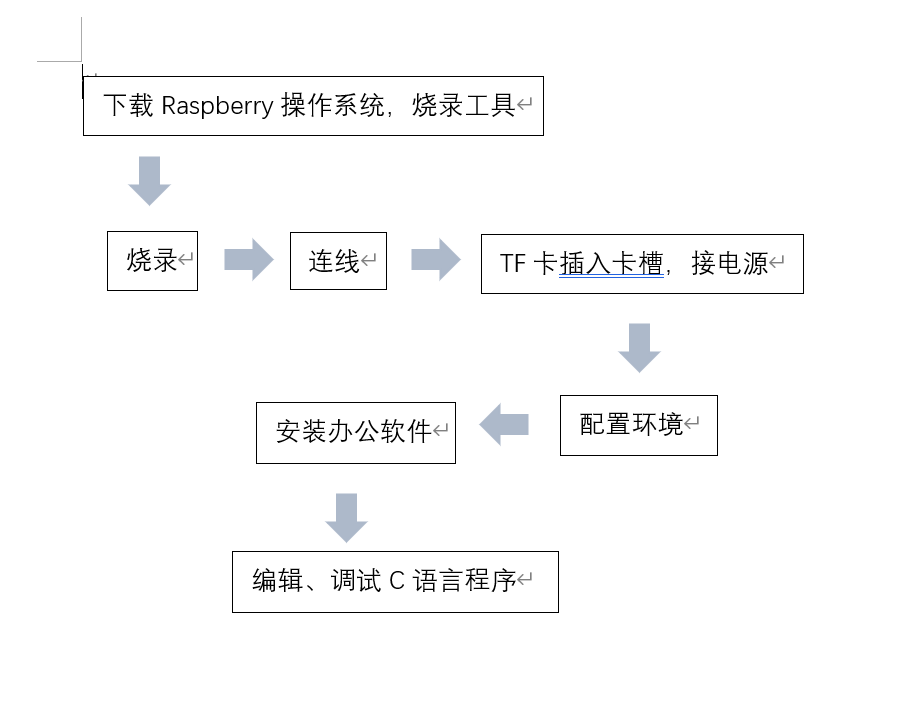 下载 Raspberry 操作系统，烧录工具
烧录
连线
TF 卡插入卡槽，接电源
配置环境
安装办公软件
编辑、调试 C 语言程序